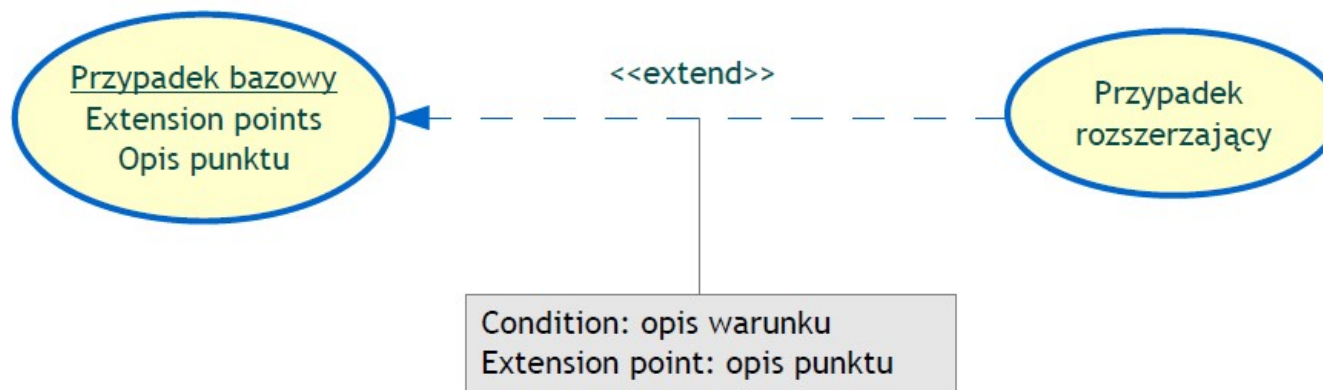 Przypadek bazowy
Extension points
Opis punktu
<<extend>>
Przypadek
rozszerzający
Condition: opis warunku
Extension point: opis punktu